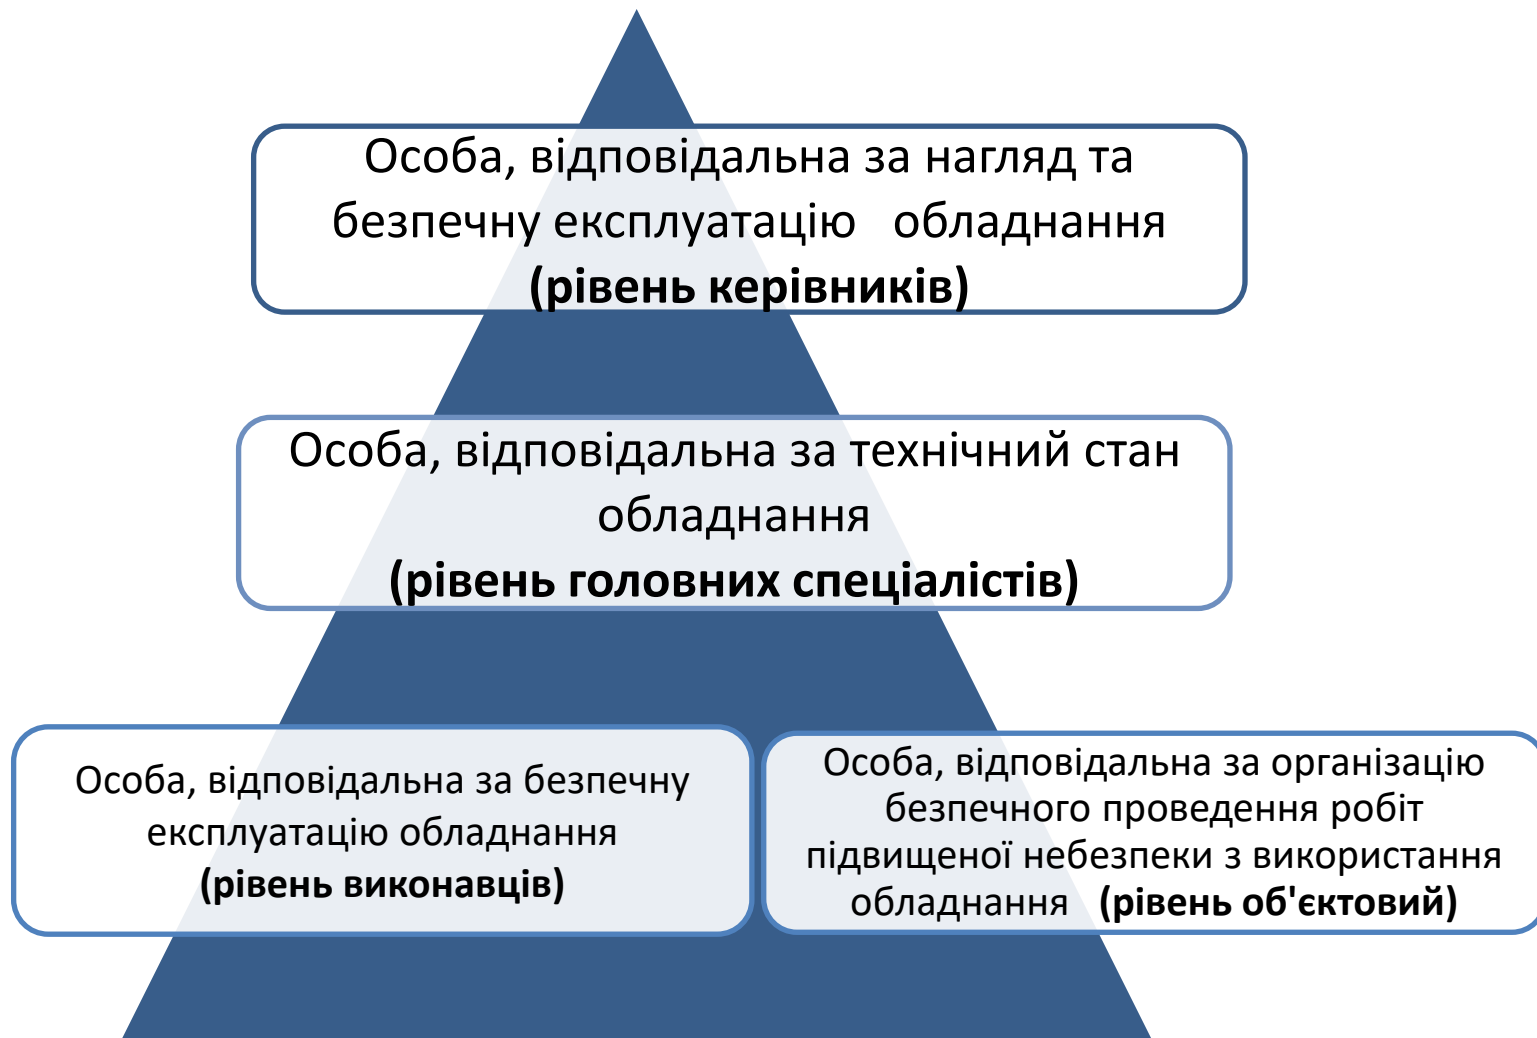 Особа, відповідальна за нагляд та
безпечну експлуатацію обладнання
(рівень керівників)
Особа, відповідальна за технічний стан
обладнання
(рівень головних спеціалістів)
Особа, відповідальна за безпечну
експлуатацію обладнання
(рівень виконавців)
Особа, відповідальна за організацію
безпечного проведення робіт
підвищеної небезпеки з використання
обладнання (рівень об'єктовий)